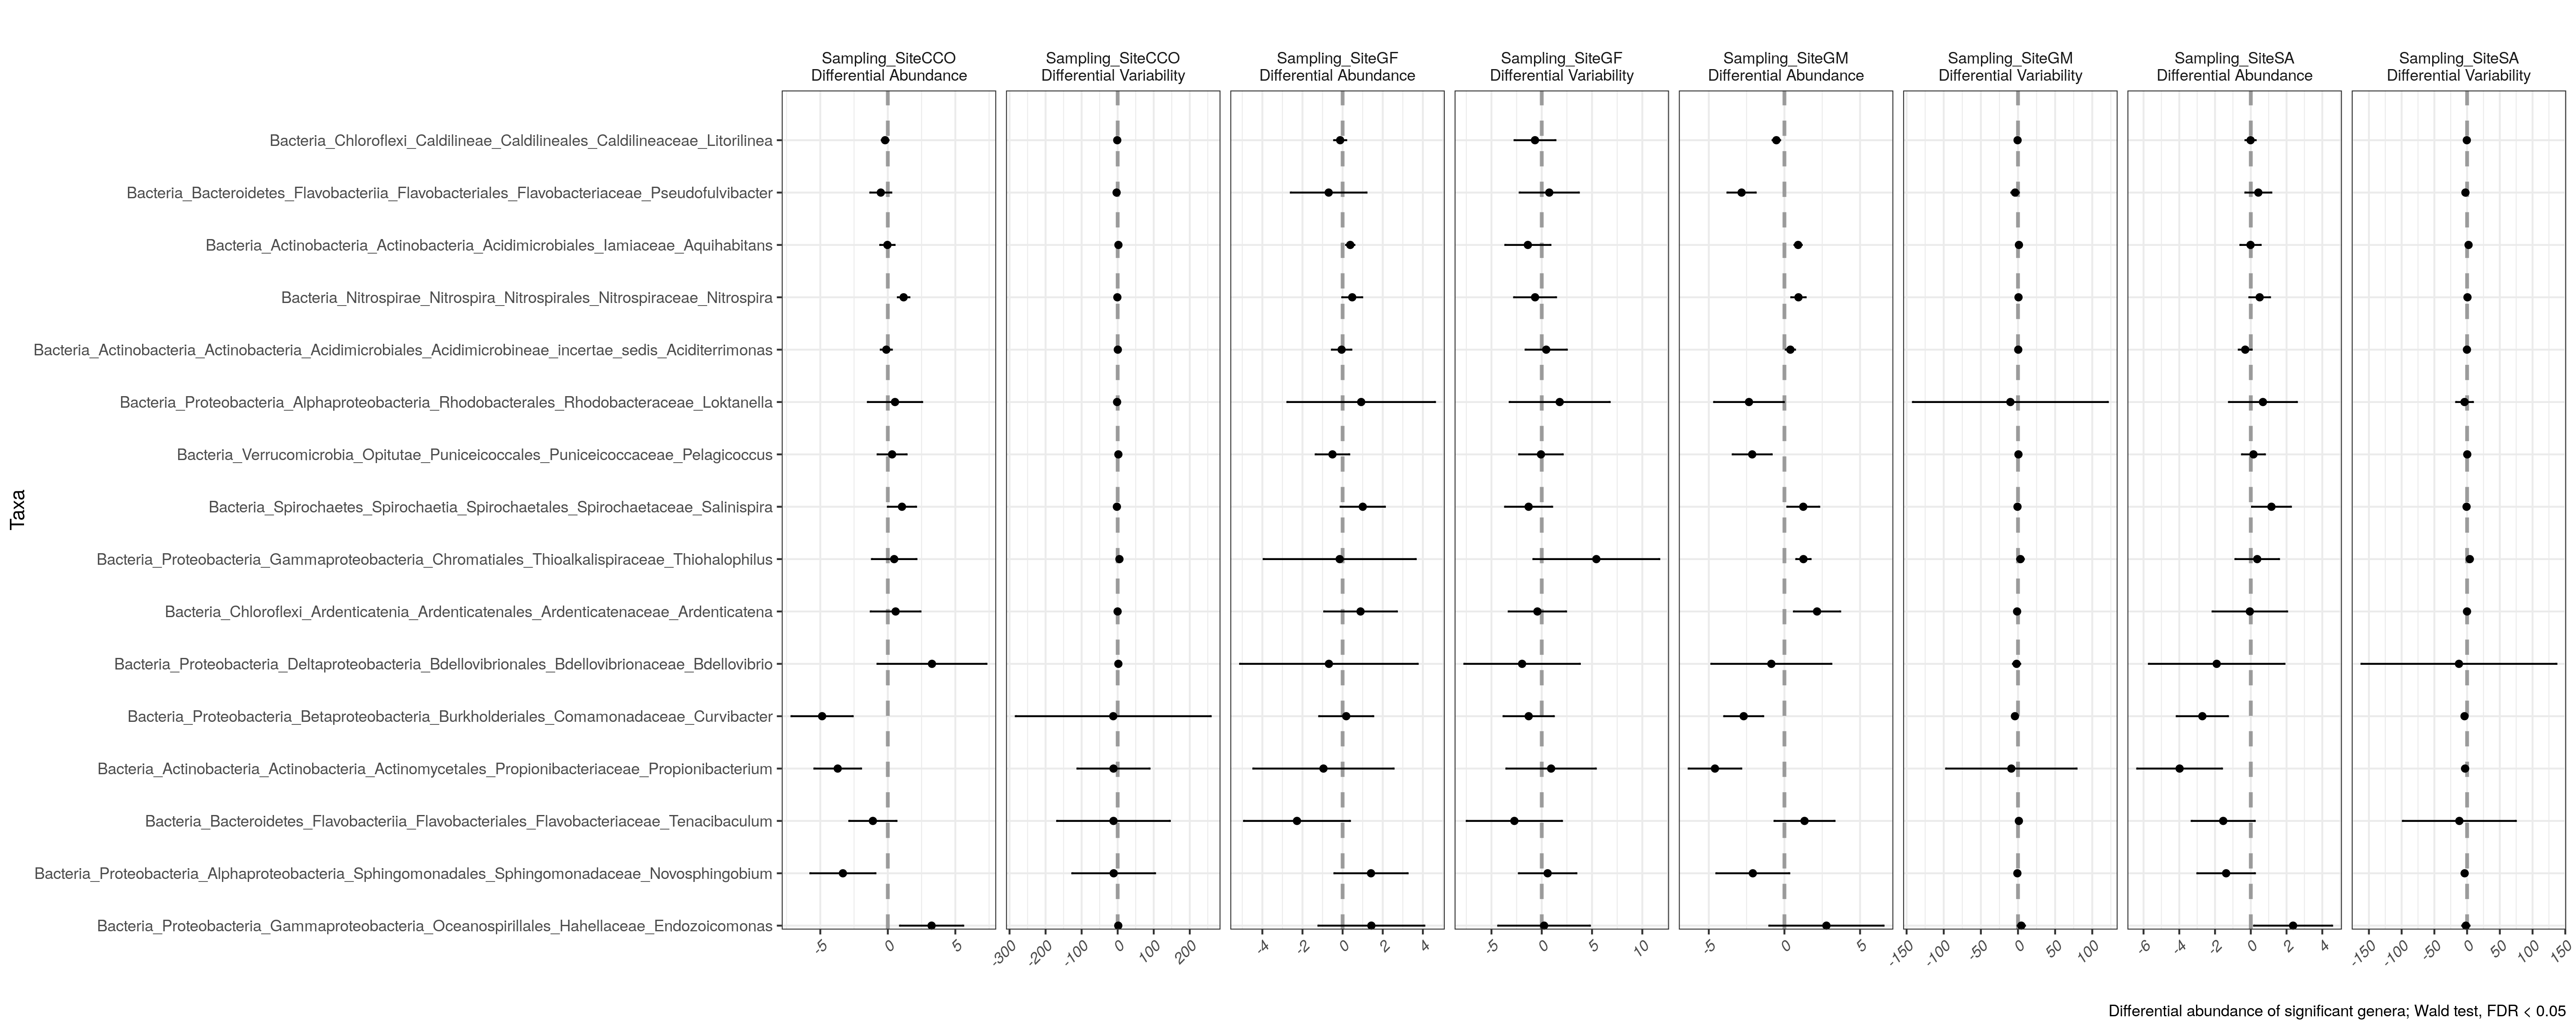 Sampling_SiteCCO
Differential Abundance
Sampling_SiteCCO
Differential Variability
Sampling_SiteGF
Differential Abundance
Sampling_SiteGF
Differential Variability
Sampling_SiteGM
Differential Abundance
Sampling_SiteGM
Differential Variability
Sampling_SiteSA
Differential Abundance
Sampling_SiteSA
Differential Variability
Taxa
Bacteria_Chloroflexi_Caldilineae_Caldilineales_Caldilineaceae_Litorilinea
Bacteria_Bacteroidetes_Flavobacteriia_Flavobacteriales_Flavobacteriaceae_Pseudofulvibacter
Bacteria_Actinobacteria_Actinobacteria_Acidimicrobiales_Iamiaceae_Aquihabitans
Bacteria_Nitrospirae_Nitrospira_Nitrospirales_Nitrospiraceae_Nitrospira
Bacteria_Actinobacteria_Actinobacteria_Acidimicrobiales_Acidimicrobineae_incertae_sedis_Aciditerrimonas
Bacteria_Proteobacteria_Alphaproteobacteria_Rhodobacterales_Rhodobacteraceae_Loktanella
Bacteria_Verrucomicrobia_Opitutae_Puniceicoccales_Puniceicoccaceae_Pelagicoccus
Bacteria_Spirochaetes_Spirochaetia_Spirochaetales_Spirochaetaceae_Salinispira
Bacteria_Proteobacteria_Gammaproteobacteria_Chromatiales_Thioalkalispiraceae_Thiohalophilus
Bacteria_Chloroflexi_Ardenticatenia_Ardenticatenales_Ardenticatenaceae_Ardenticatena
Bacteria_Proteobacteria_Deltaproteobacteria_Bdellovibrionales_Bdellovibrionaceae_Bdellovibrio
Bacteria_Proteobacteria_Betaproteobacteria_Burkholderiales_Comamonadaceae_Curvibacter
Bacteria_Actinobacteria_Actinobacteria_Actinomycetales_Propionibacteriaceae_Propionibacterium
Bacteria_Bacteroidetes_Flavobacteriia_Flavobacteriales_Flavobacteriaceae_Tenacibaculum
Bacteria_Proteobacteria_Alphaproteobacteria_Sphingomonadales_Sphingomonadaceae_Novosphingobium
Bacteria_Proteobacteria_Gammaproteobacteria_Oceanospirillales_Hahellaceae_Endozoicomonas
-5 0 5
-300 -200 -100 0 100 200
-4 -2 0 2 4
-5 0 5 10
-5 0 5
-150 -100 -50 0 50 100
-6 -4 -2 0 2 4
-150 -100 -50 0 50 100 150
Differential abundance of significant genera; Wald test, FDR < 0.05